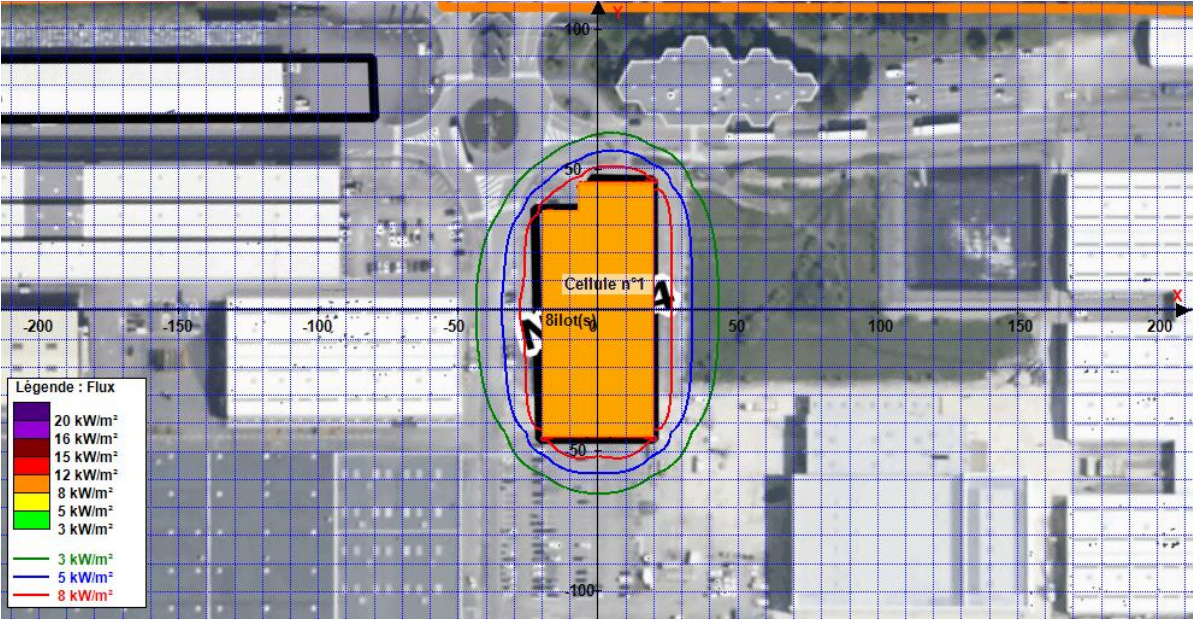 Y
100
50
Cellule n°1
A
X
-200
-150
-100
-50
8ilot(s)
0
50
100
150
200
-50
-100
Légende : Flux
20 kW/m²
16 kW/m²
15 kW/m²
12 kW/m²
8 kW/m²
5 kW/m²
3 kW/m²
3 kW/m²
5 kW/m²
8 kW/m²